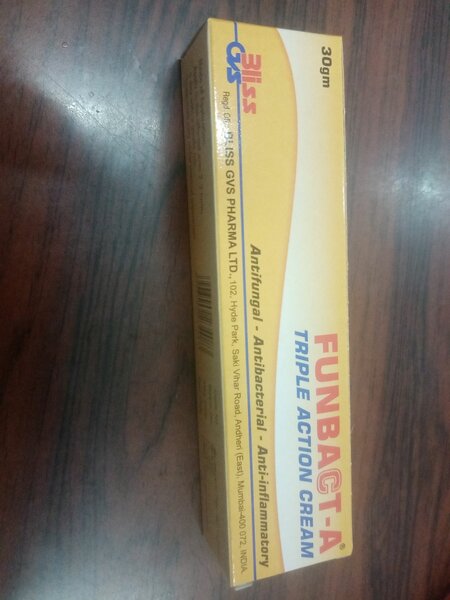 30gm
Bliss
GVS
FUNBACT-A®
TRIPLE ACTION CREAM
Antifungal - Antibacterial - Anti-inflammatory
Regd. Off.: BLISS GVS PHARMA LTD., 102, Hyde Park, Saki Vihar Road, Andheri (East), Mumbai-400 072, INDIA.